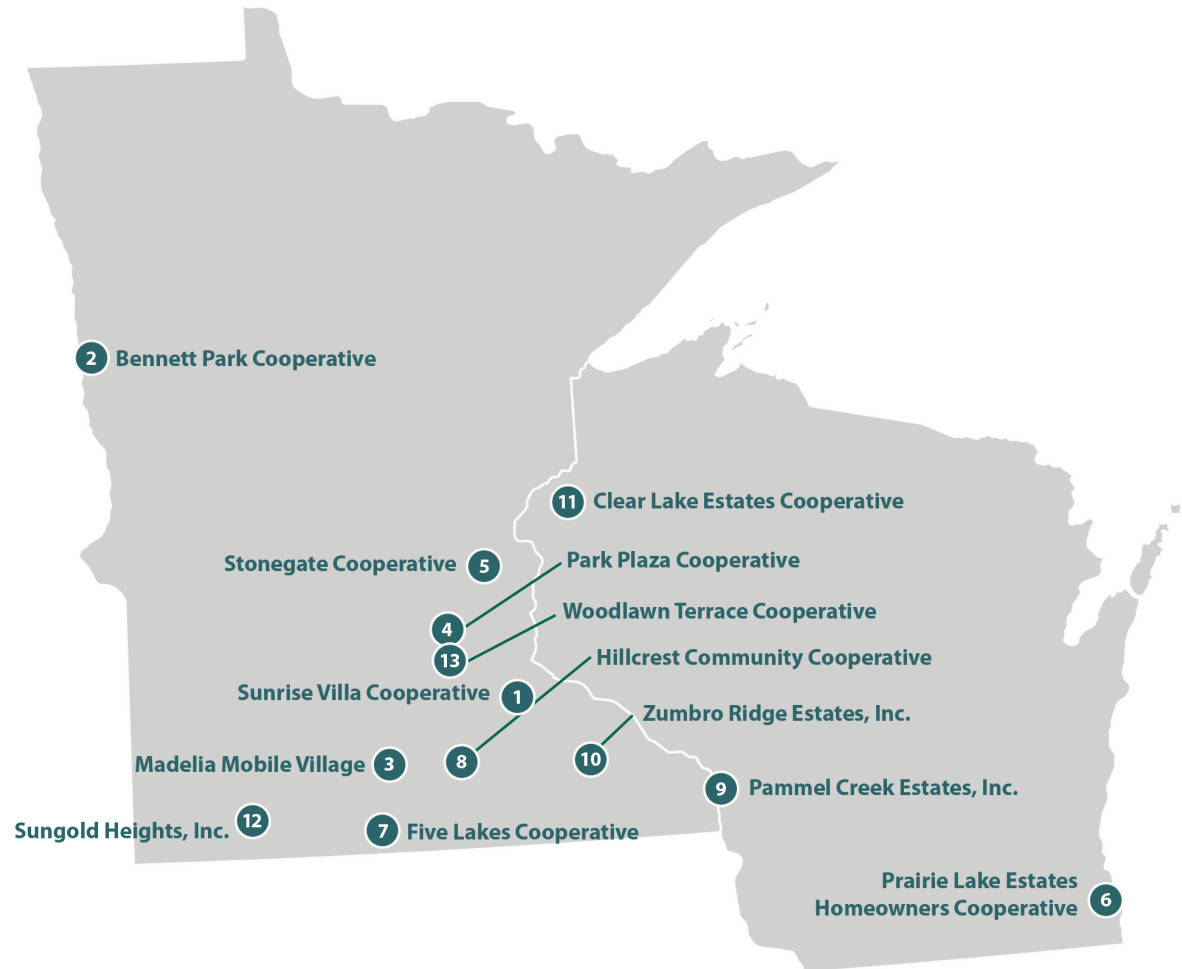 2 Bennett Park Cooperative
11 Clear Lake Estates Cooperative
Stonegate Cooperative 5
Park Plaza Cooperative
4
Woodlawn Terrace Cooperative
13
Hillcrest Community Cooperative
Sunrise Villa Cooperative 1
Zumbro Ridge Estates, Inc.
Madelia Mobile Village 3
8
10
9 Pammel Creek Estates, Inc.
Sungold Heights, Inc. 12
7 Five Lakes Cooperative
Prairie Lake Estates
Homeowners Cooperative 6